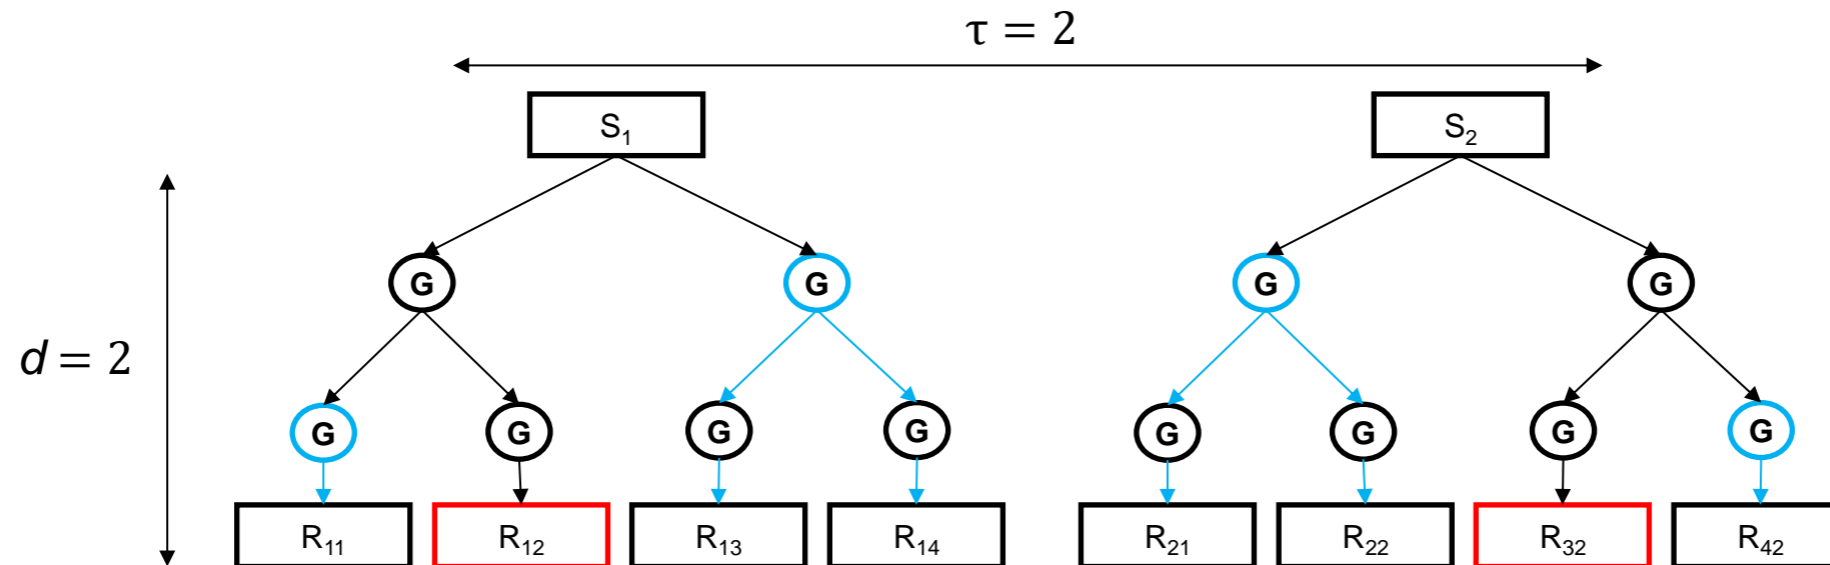 τ = 2
S₁ S₂
G G G G
d = 2
G G G G G G G G
R₁₁ R₁₂ R₁₃ R₁₄ R₂₁ R₂₂ R₃₂ R₄₂